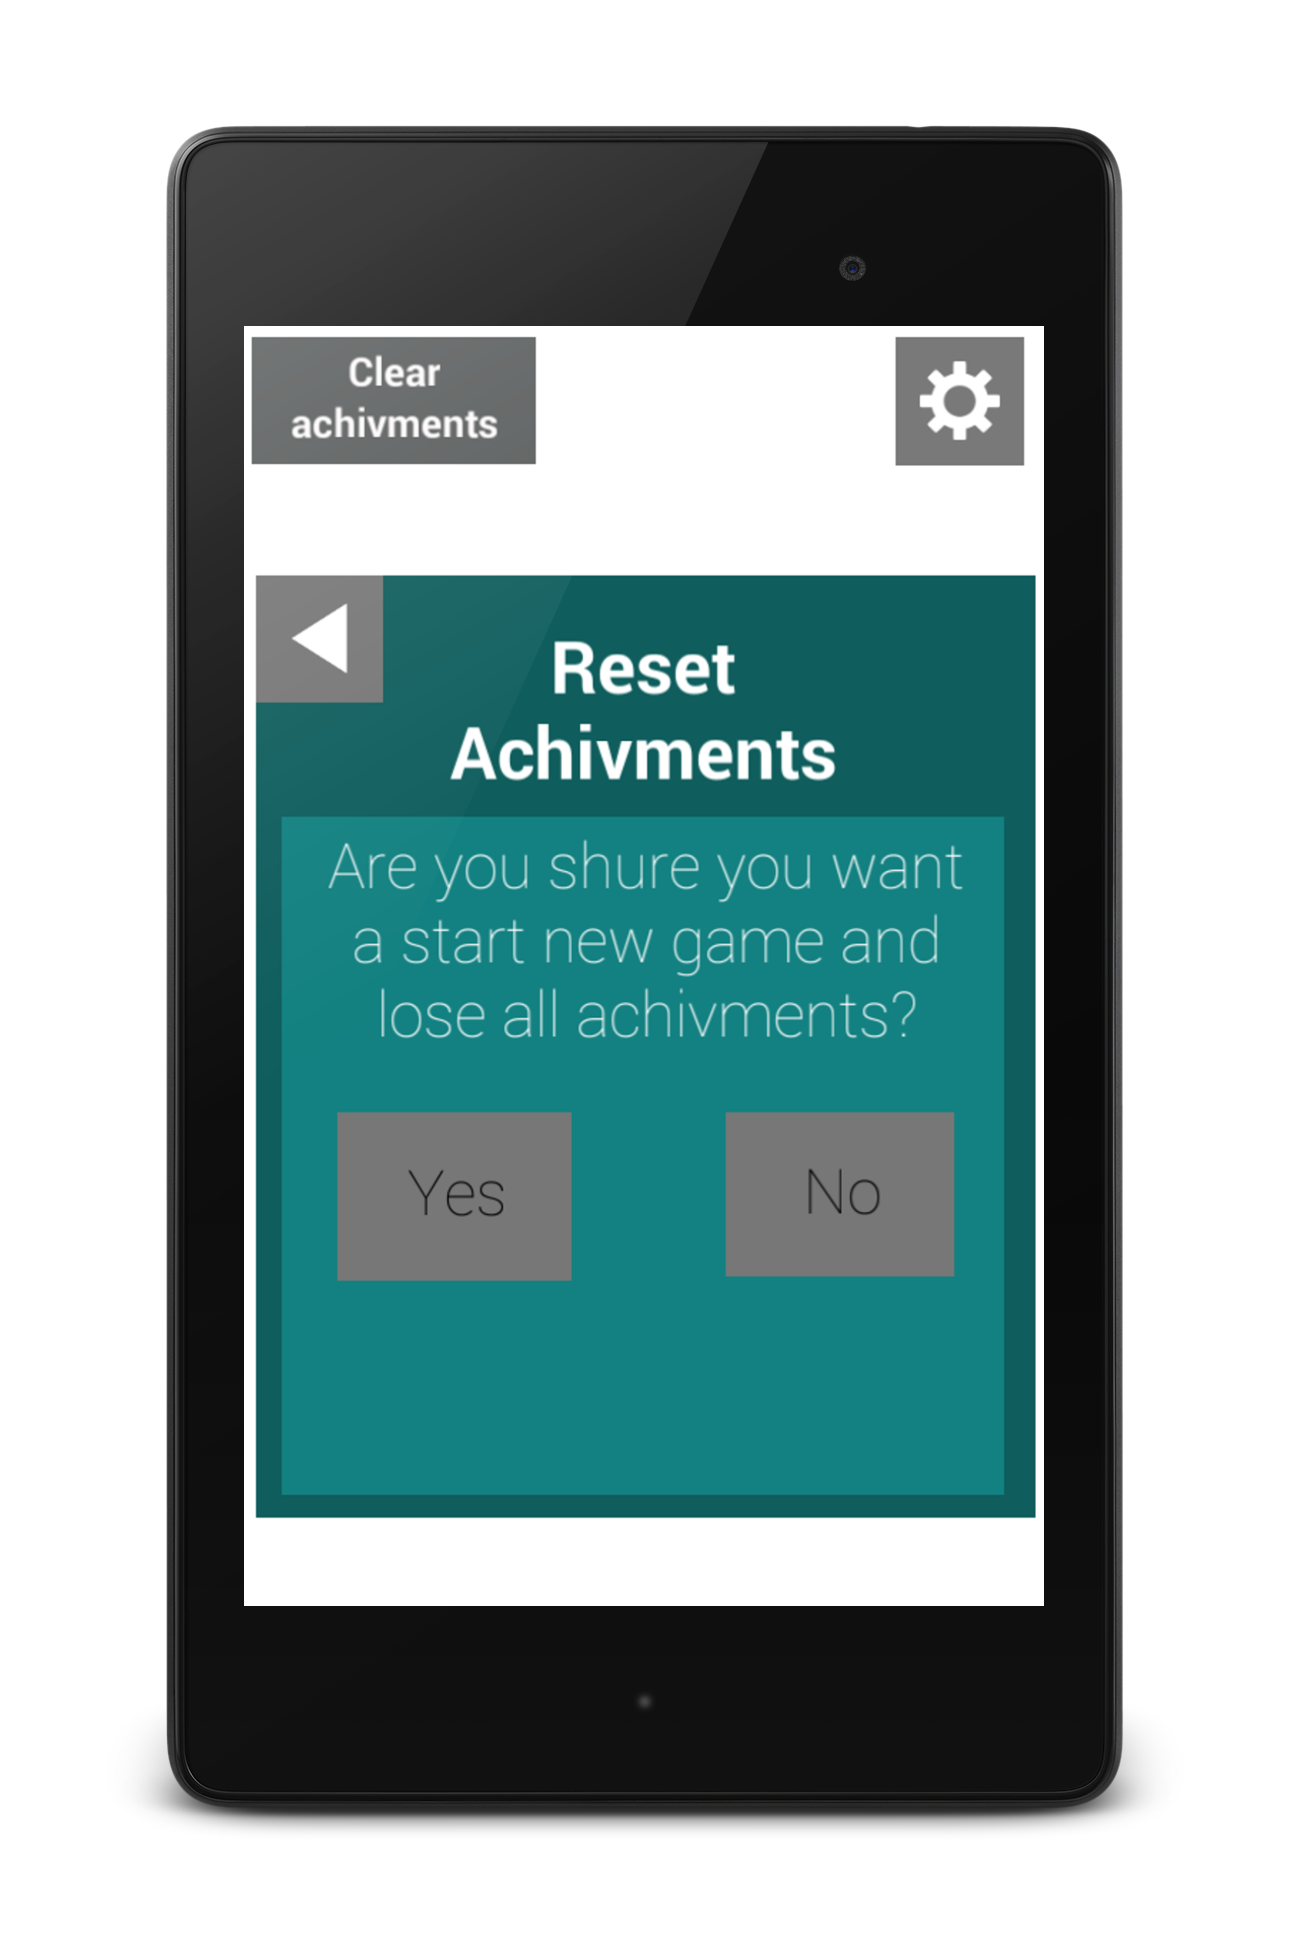 Clear
achivments
Reset
Achivments
Are you shure you want
a start new game and
lose all achivments?
Yes
No